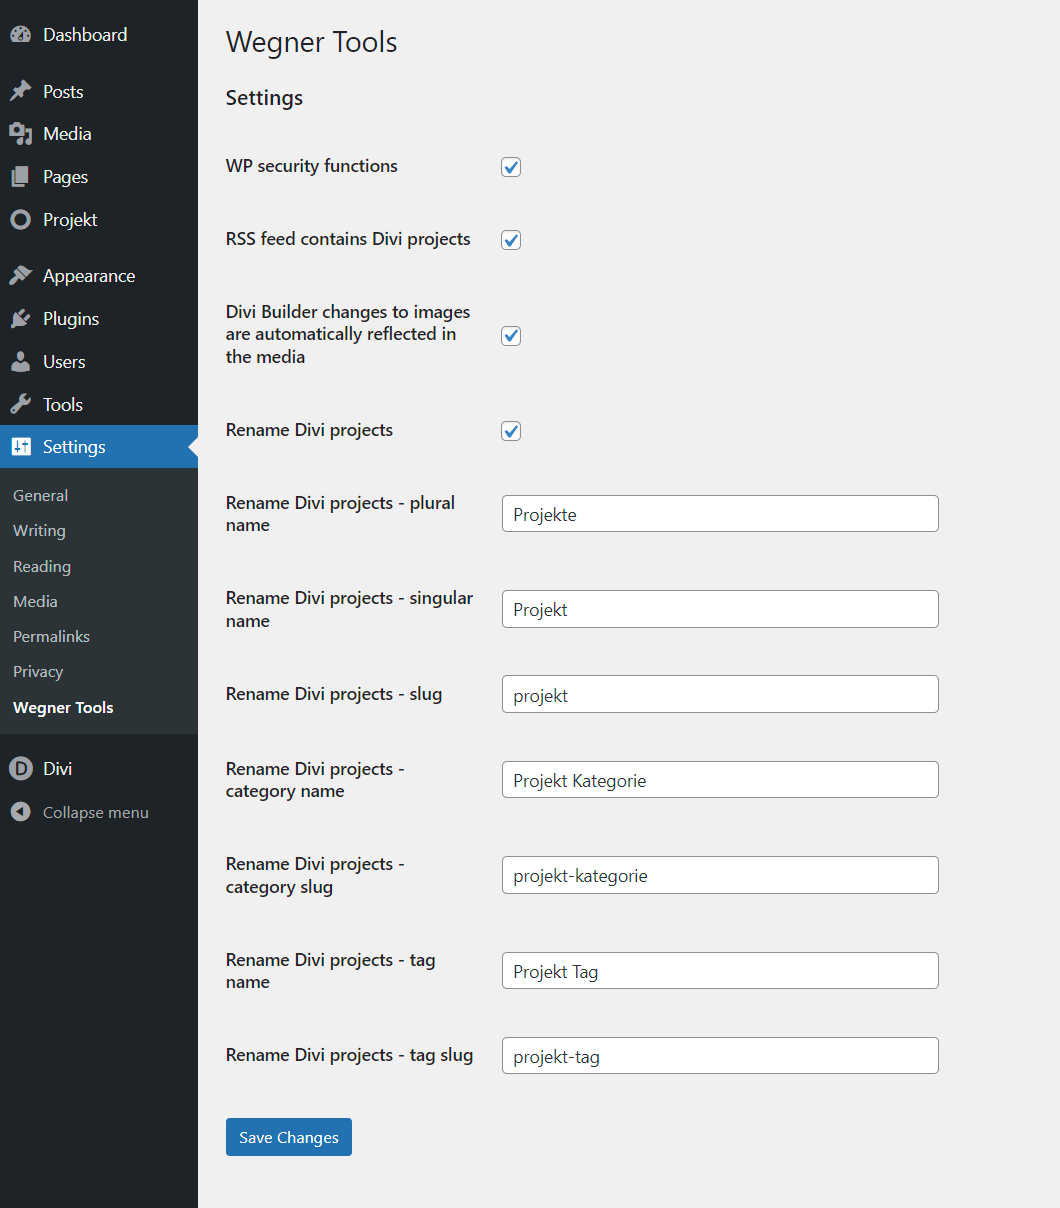 Dashboard
Posts
Media
Pages
Projekt
Appearance
Plugins
Users
Tools
Settings
General
Writing
Reading
Media
Permalinks
Privacy
Wegner Tools
D Divi
Collapse menu
Wegner Tools
Settings
WP security functions
RSS feed contains Divi projects
Divi Builder changes to images
are automatically reflected in
the media
Rename Divi projects
Rename Divi projects - plural
name
Projekte
Rename Divi projects - singular
name
Projekt
Rename Divi projects - slug
projekt
Rename Divi projects -
category name
Projekt Kategorie
Rename Divi projects -
category slug
projekt-kategorie
Rename Divi projects - tag
name
Projekt Tag
Rename Divi projects - tag slug
projekt-tag
Save Changes